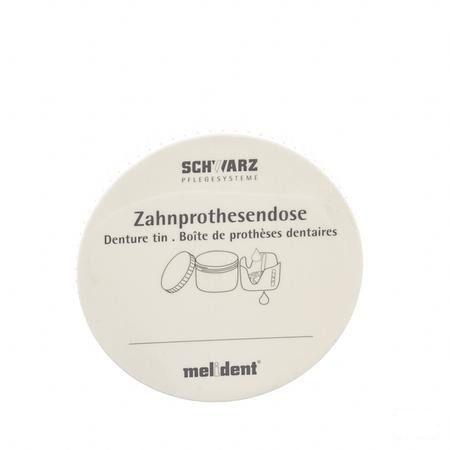 SCHWARZ
PFLEGESYSTEME
Zahnprothesendose
Denture tin . Boîte de prothèses dentaires
melident®